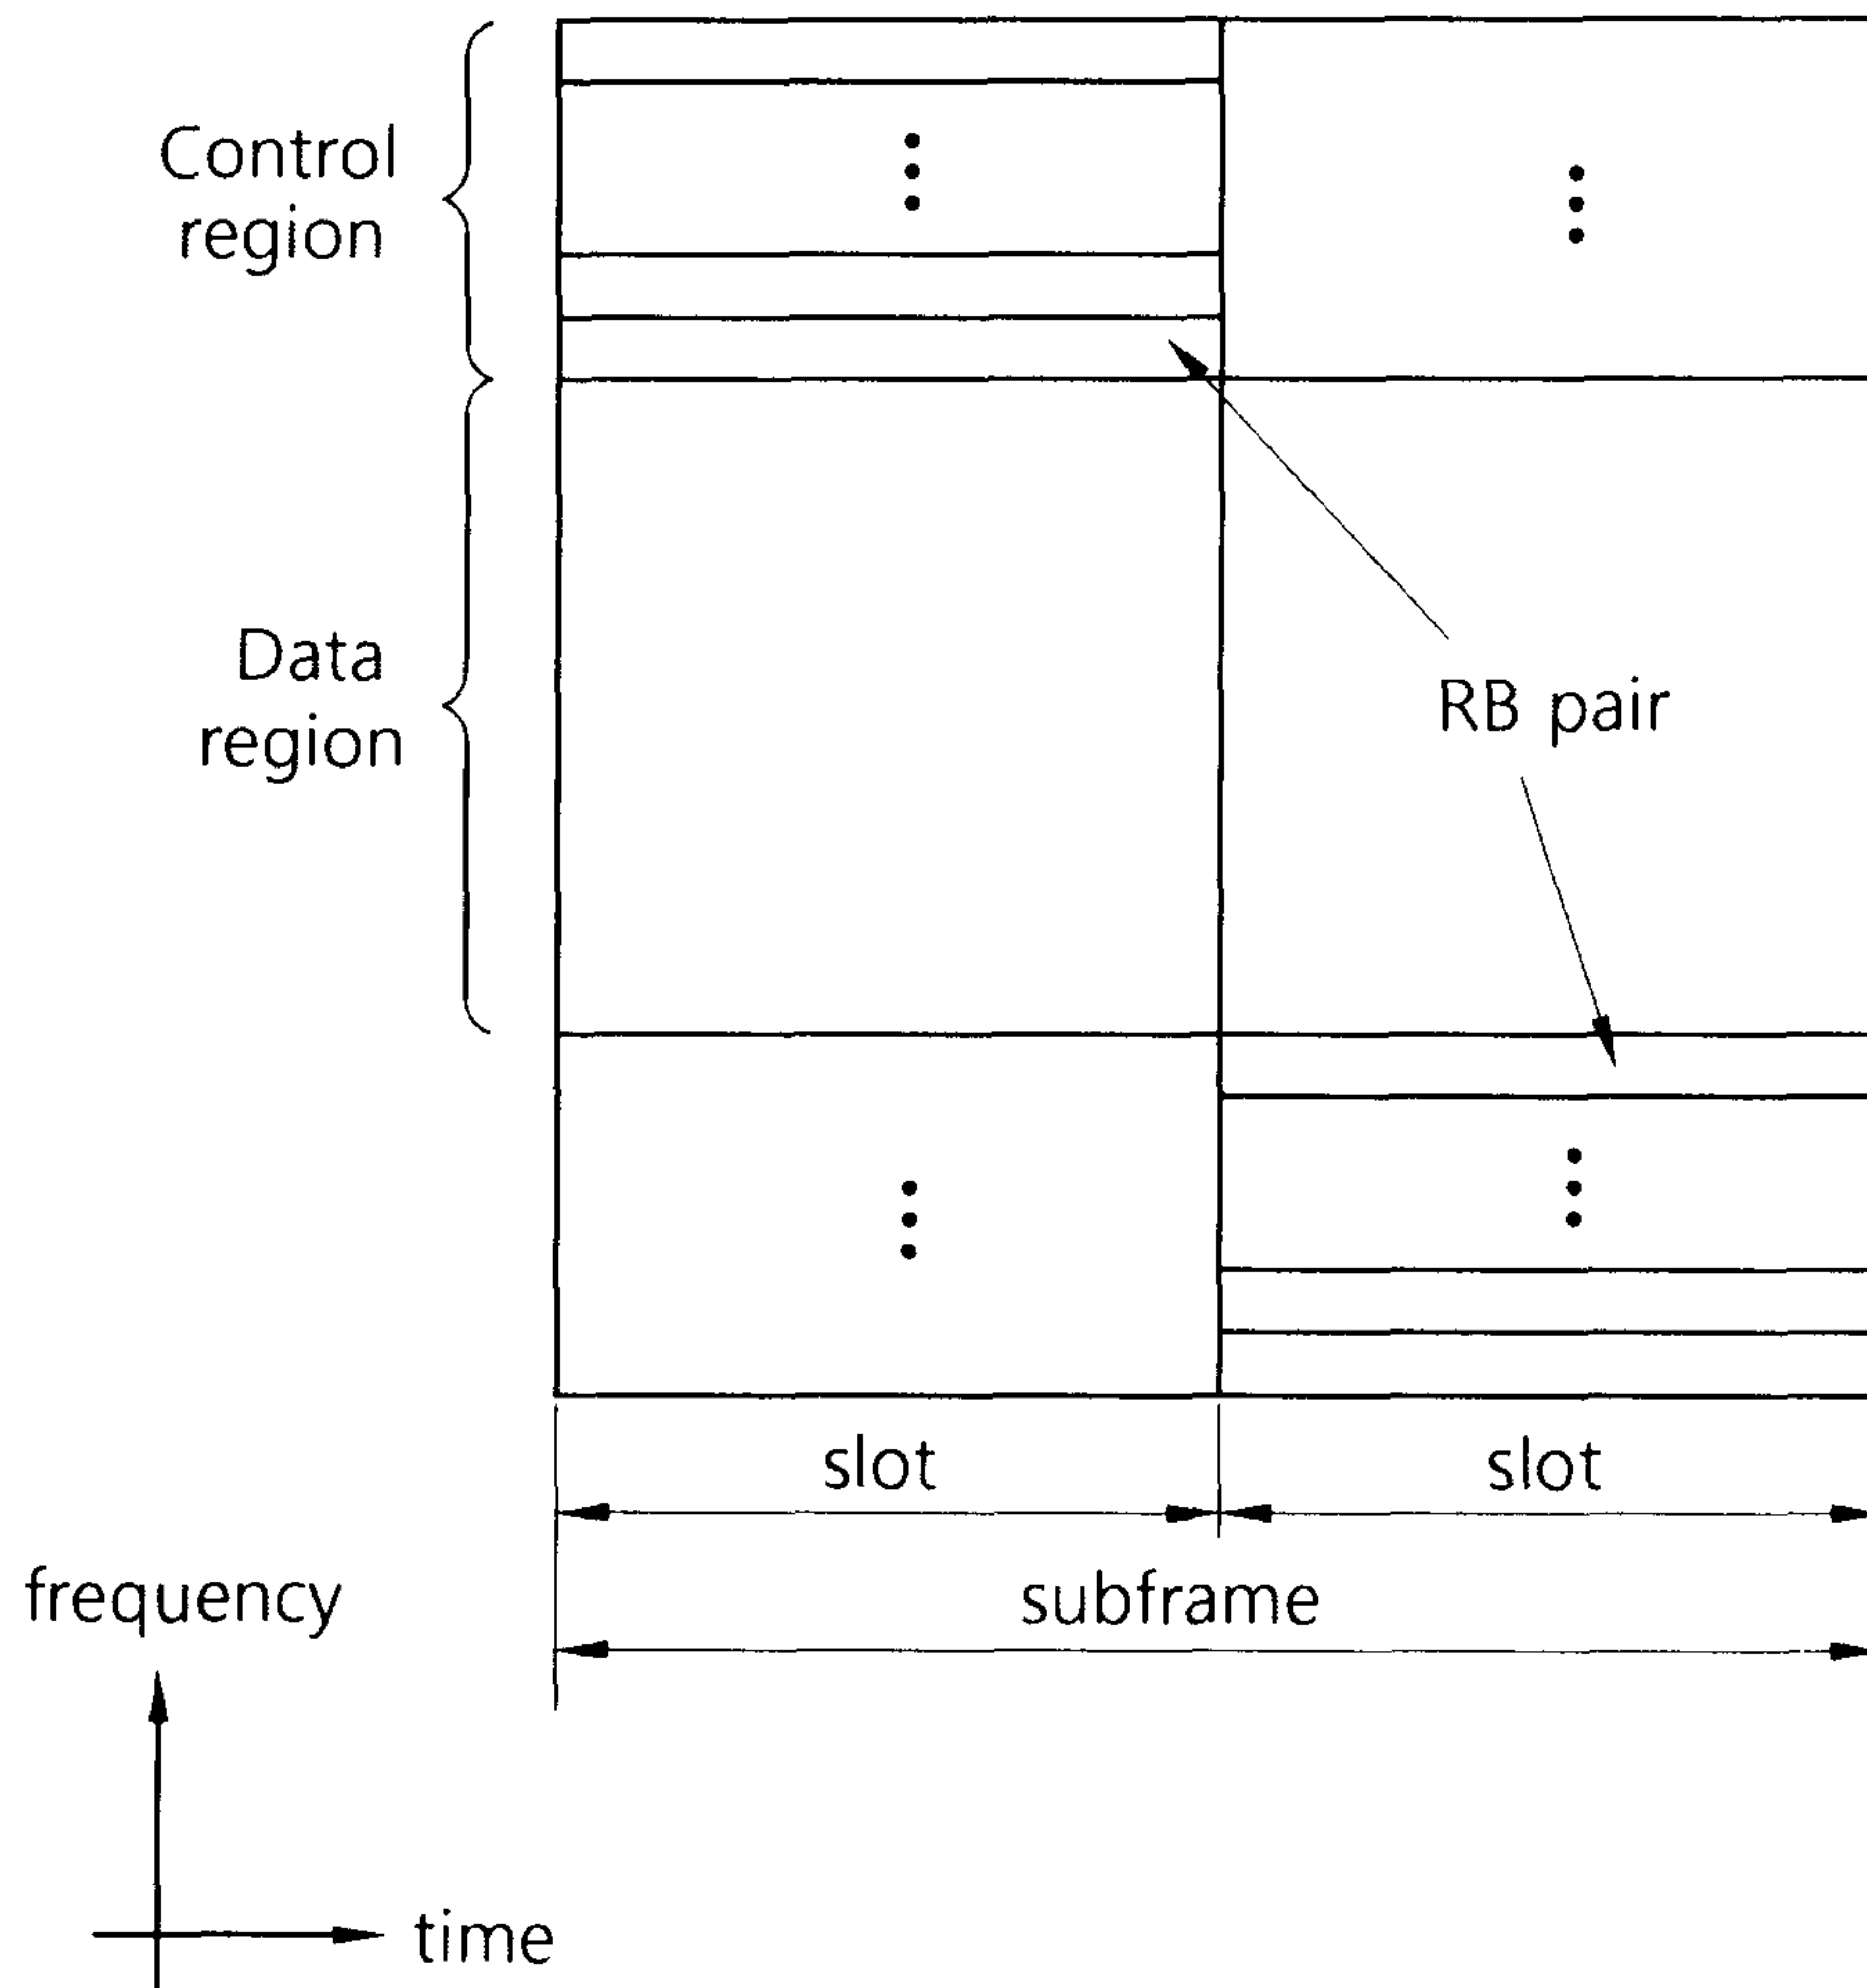 Control
region
Data
region
RB pair
slot
slot
subframe
frequency
time